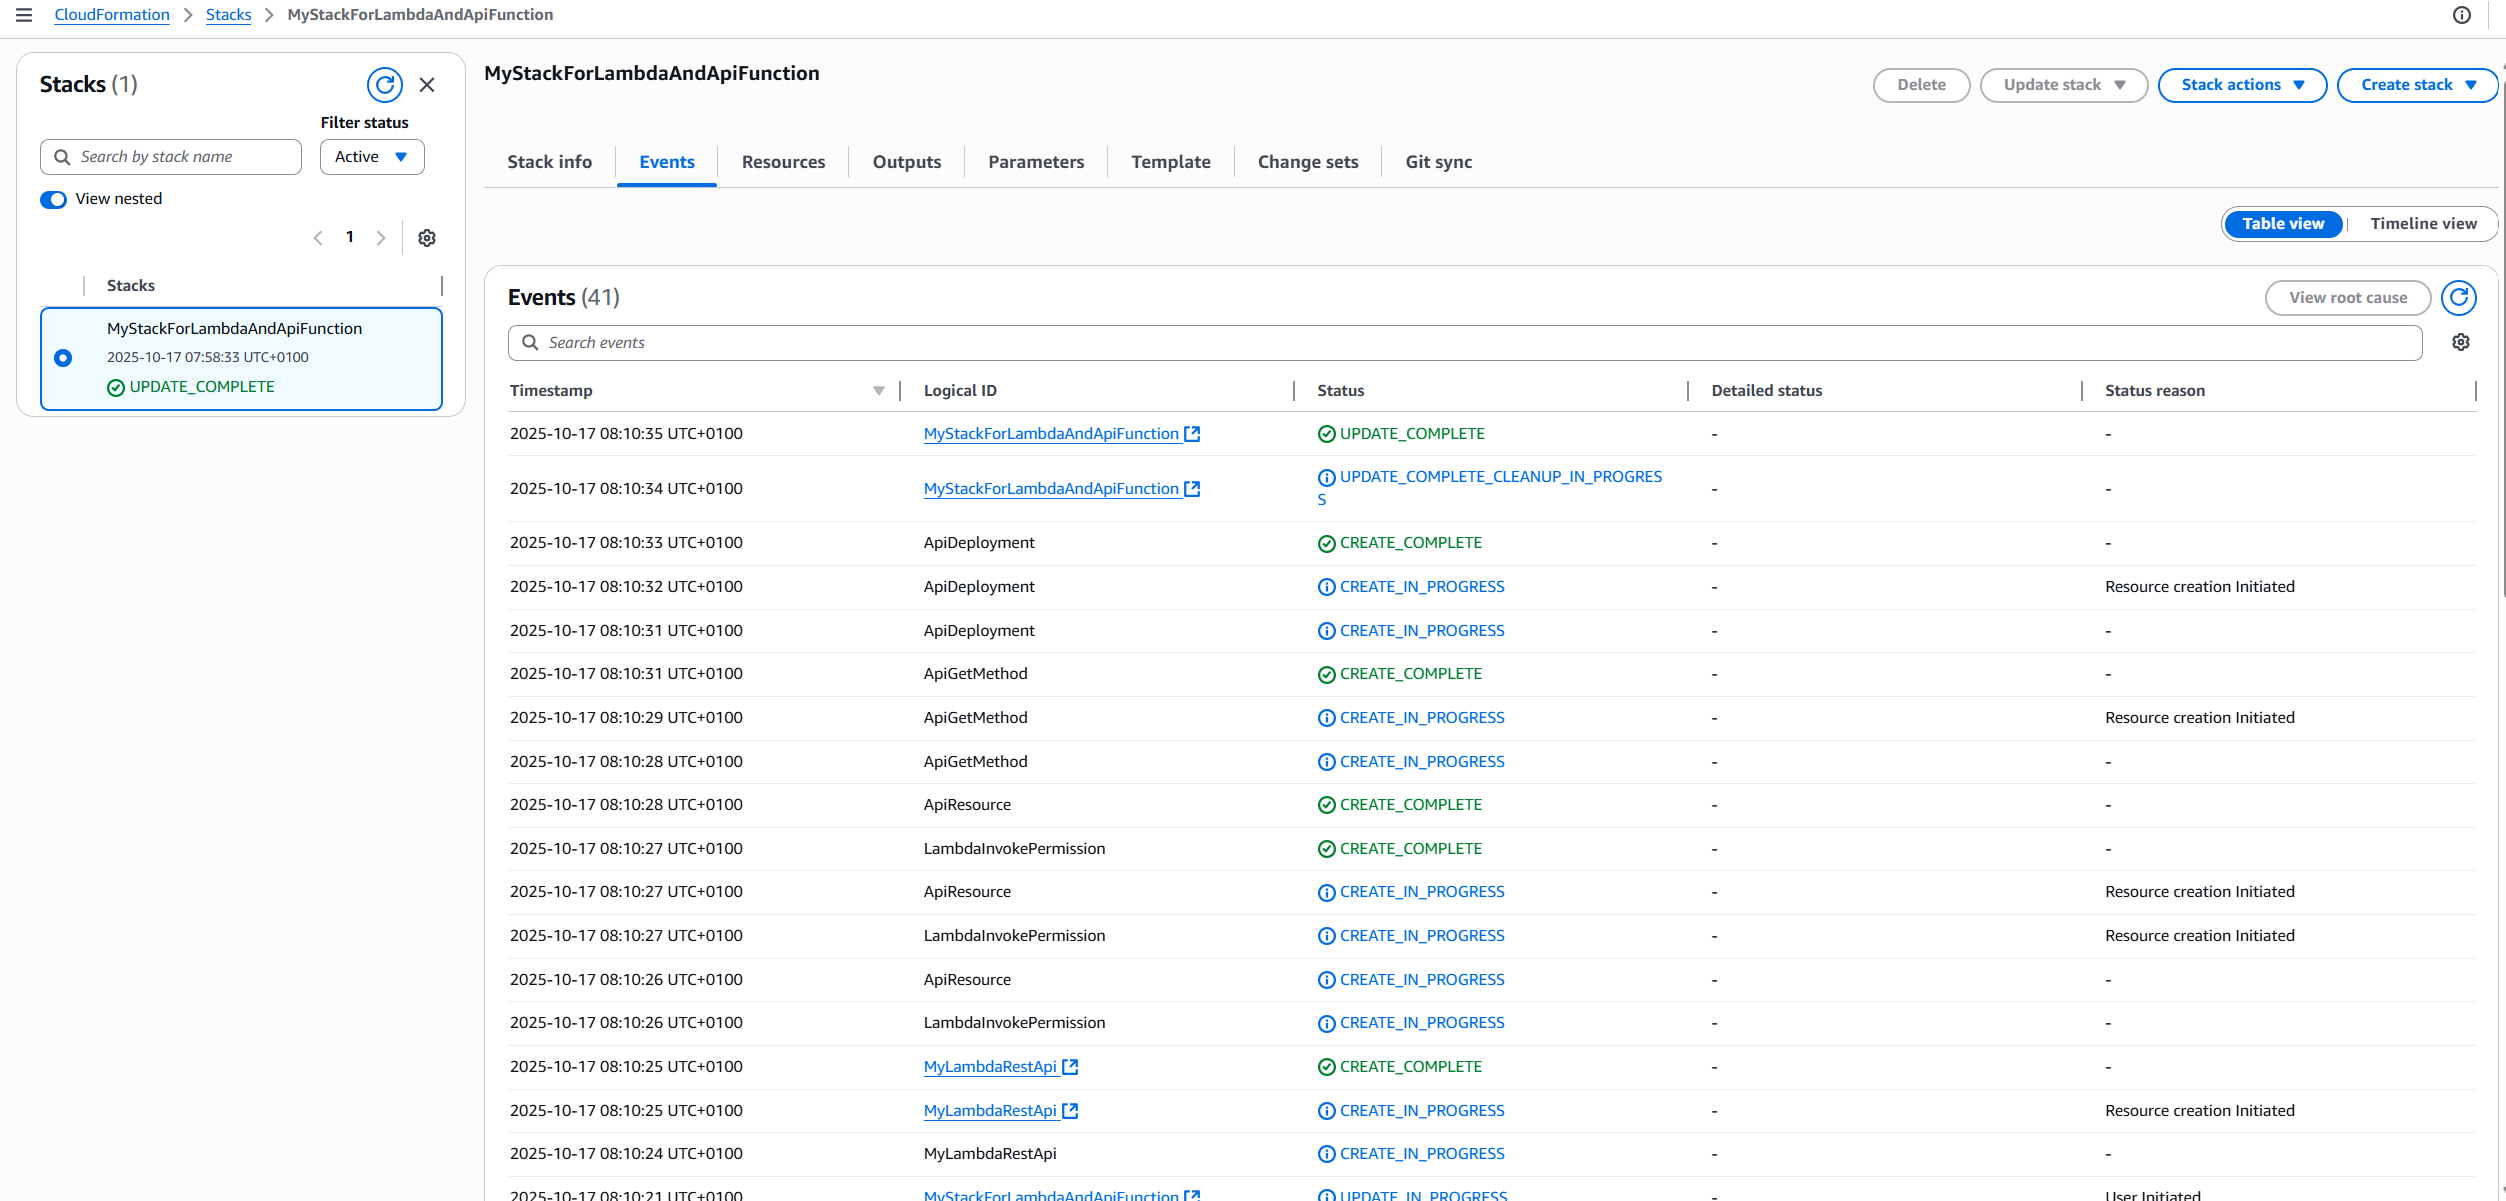 CloudFormation > Stacks > MyStackForLambdaAndApiFunction
Stacks (1)
Filter status
Search by stack name
Active
View nested
1
Stacks
MyStackForLambdaAndApiFunction
2025-10-17 07:58:33 UTC+0100
UPDATE_COMPLETE
MyStackForLambdaAndApiFunction
Delete Update stack Stack actions Create stack
Stack info Events Resources Outputs Parameters Template Change sets Git sync
Table view Timeline view
Events (41)
View root cause
Search events
Timestamp Logical ID Status Detailed status Status reason
2025-10-17 08:10:35 UTC+0100 MyStackForLambdaAndApiFunction UPDATE_COMPLETE - -
2025-10-17 08:10:34 UTC+0100 MyStackForLambdaAndApiFunction UPDATE_COMPLETE_CLEANUP_IN_PROGRES - -
S
2025-10-17 08:10:33 UTC+0100 ApiDeployment CREATE_COMPLETE - -
2025-10-17 08:10:32 UTC+0100 ApiDeployment CREATE_IN_PROGRESS - Resource creation Initiated
2025-10-17 08:10:31 UTC+0100 ApiDeployment CREATE_IN_PROGRESS - -
2025-10-17 08:10:31 UTC+0100 ApiGetMethod CREATE_COMPLETE - -
2025-10-17 08:10:29 UTC+0100 ApiGetMethod CREATE_IN_PROGRESS - Resource creation Initiated
2025-10-17 08:10:28 UTC+0100 ApiGetMethod CREATE_IN_PROGRESS - -
2025-10-17 08:10:28 UTC+0100 ApiResource CREATE_COMPLETE - -
2025-10-17 08:10:27 UTC+0100 LambdaInvokePermission CREATE_COMPLETE - -
2025-10-17 08:10:27 UTC+0100 ApiResource CREATE_IN_PROGRESS - Resource creation Initiated
2025-10-17 08:10:27 UTC+0100 LambdaInvokePermission CREATE_IN_PROGRESS - Resource creation Initiated
2025-10-17 08:10:26 UTC+0100 ApiResource CREATE_IN_PROGRESS - -
2025-10-17 08:10:26 UTC+0100 LambdaInvokePermission CREATE_IN_PROGRESS - -
2025-10-17 08:10:25 UTC+0100 MyLambdaRestApi CREATE_COMPLETE - -
2025-10-17 08:10:25 UTC+0100 MyLambdaRestApi CREATE_IN_PROGRESS - Resource creation Initiated
2025-10-17 08:10:24 UTC+0100 MyLambdaRestApi CREATE_IN_PROGRESS - -
2025-10-17 08:10:21 UTC+0100 MyStackForLambdaAndApiFunction UPDATE_IN_PROGRESS - User Initiated